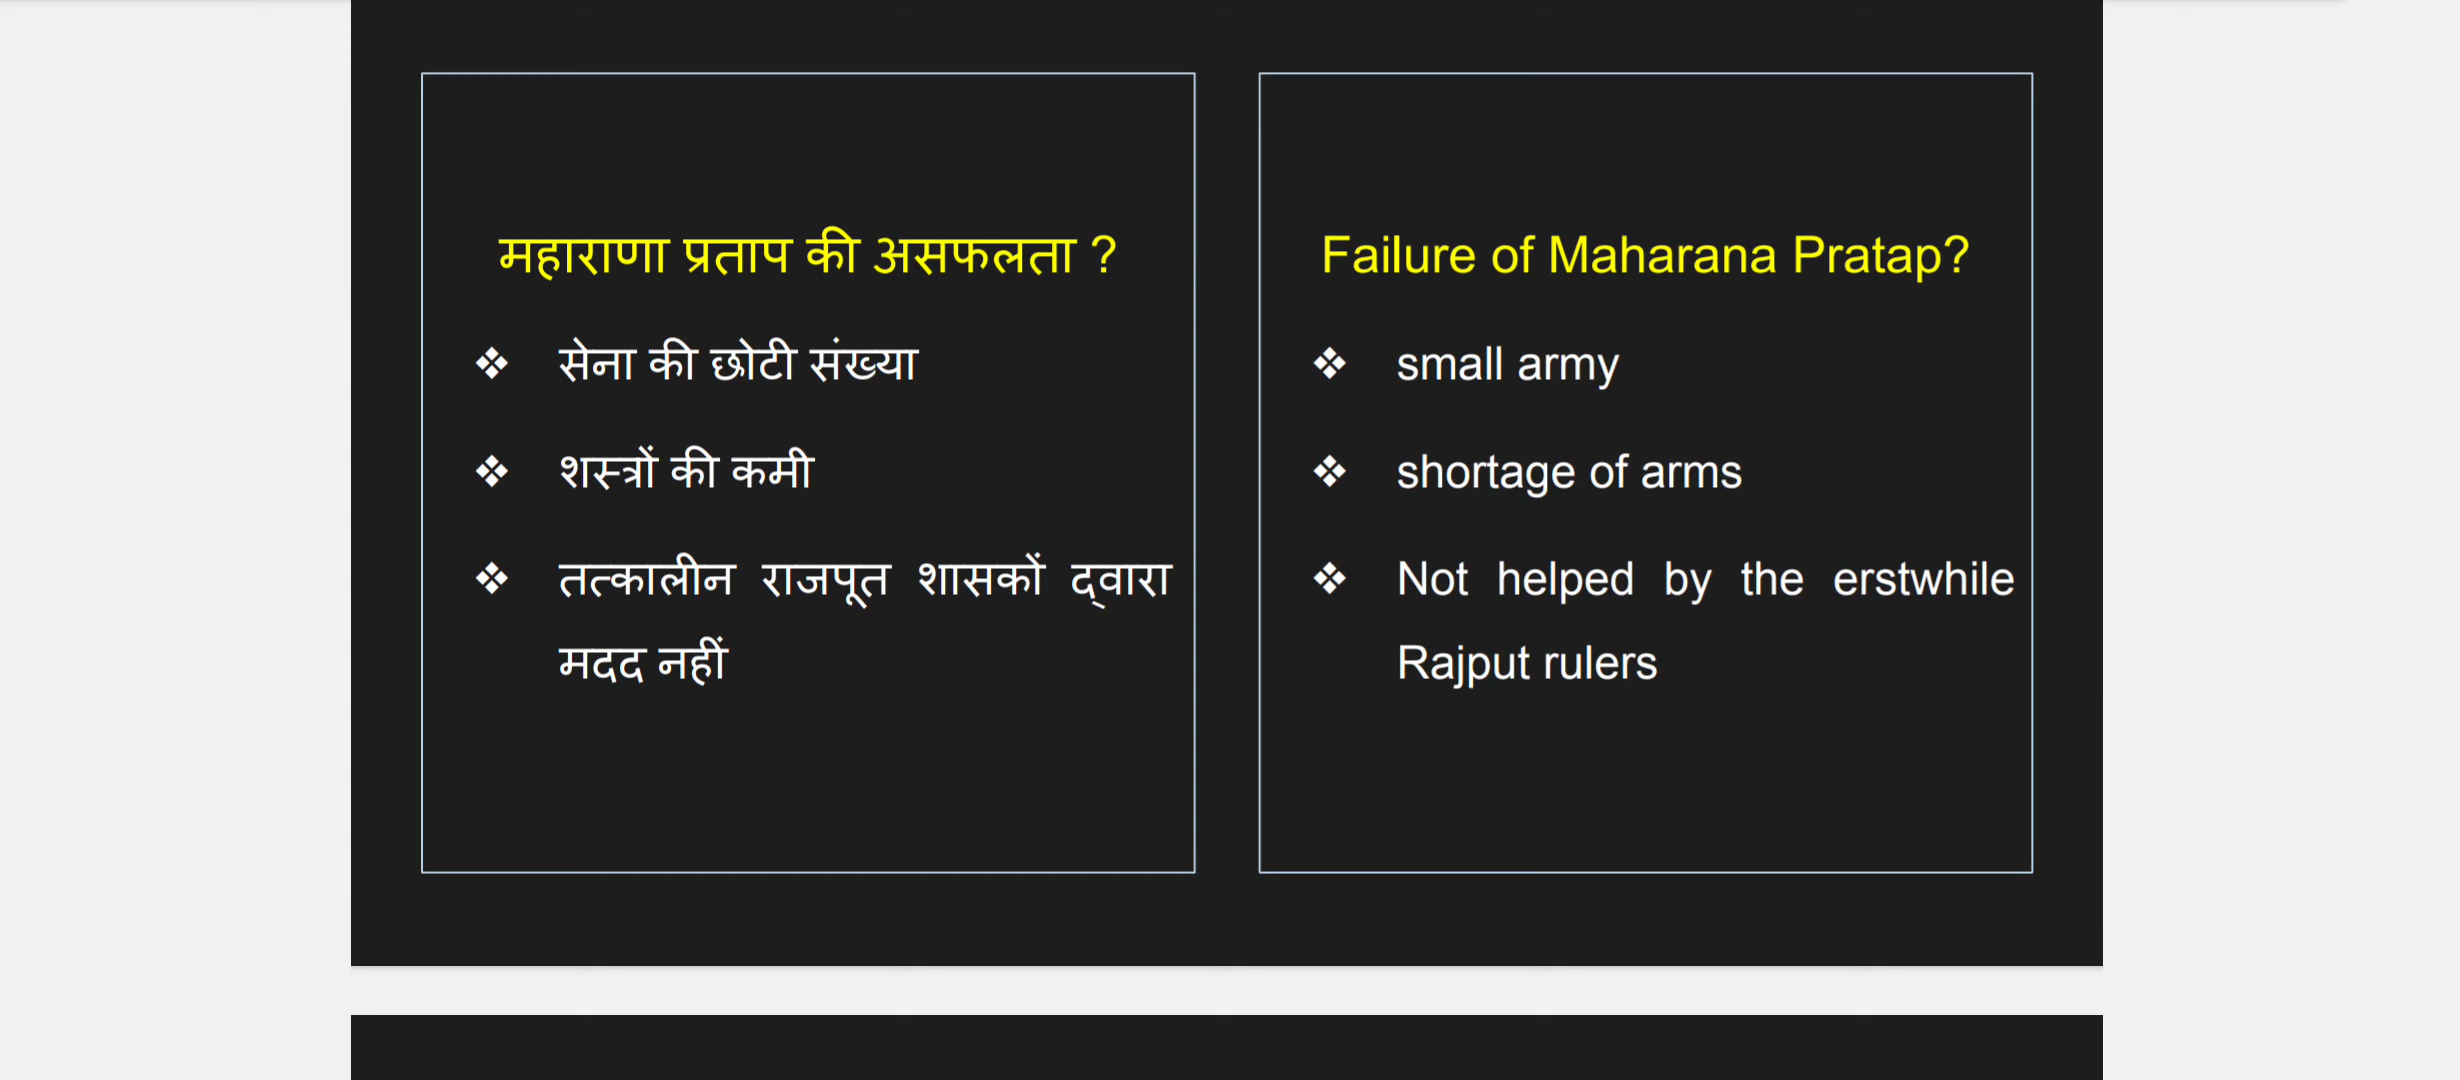 महाराणा प्रताप की असफलता ?
❖ सेना की छोटी संख्या
❖ शस्त्रों की कमी
❖ तत्कालीन राजपूत शासकों द्वारा
मदद नहीं
Failure of Maharana Pratap?
❖ small army
❖ shortage of arms
❖ Not helped by the erstwhile
Rajput rulers